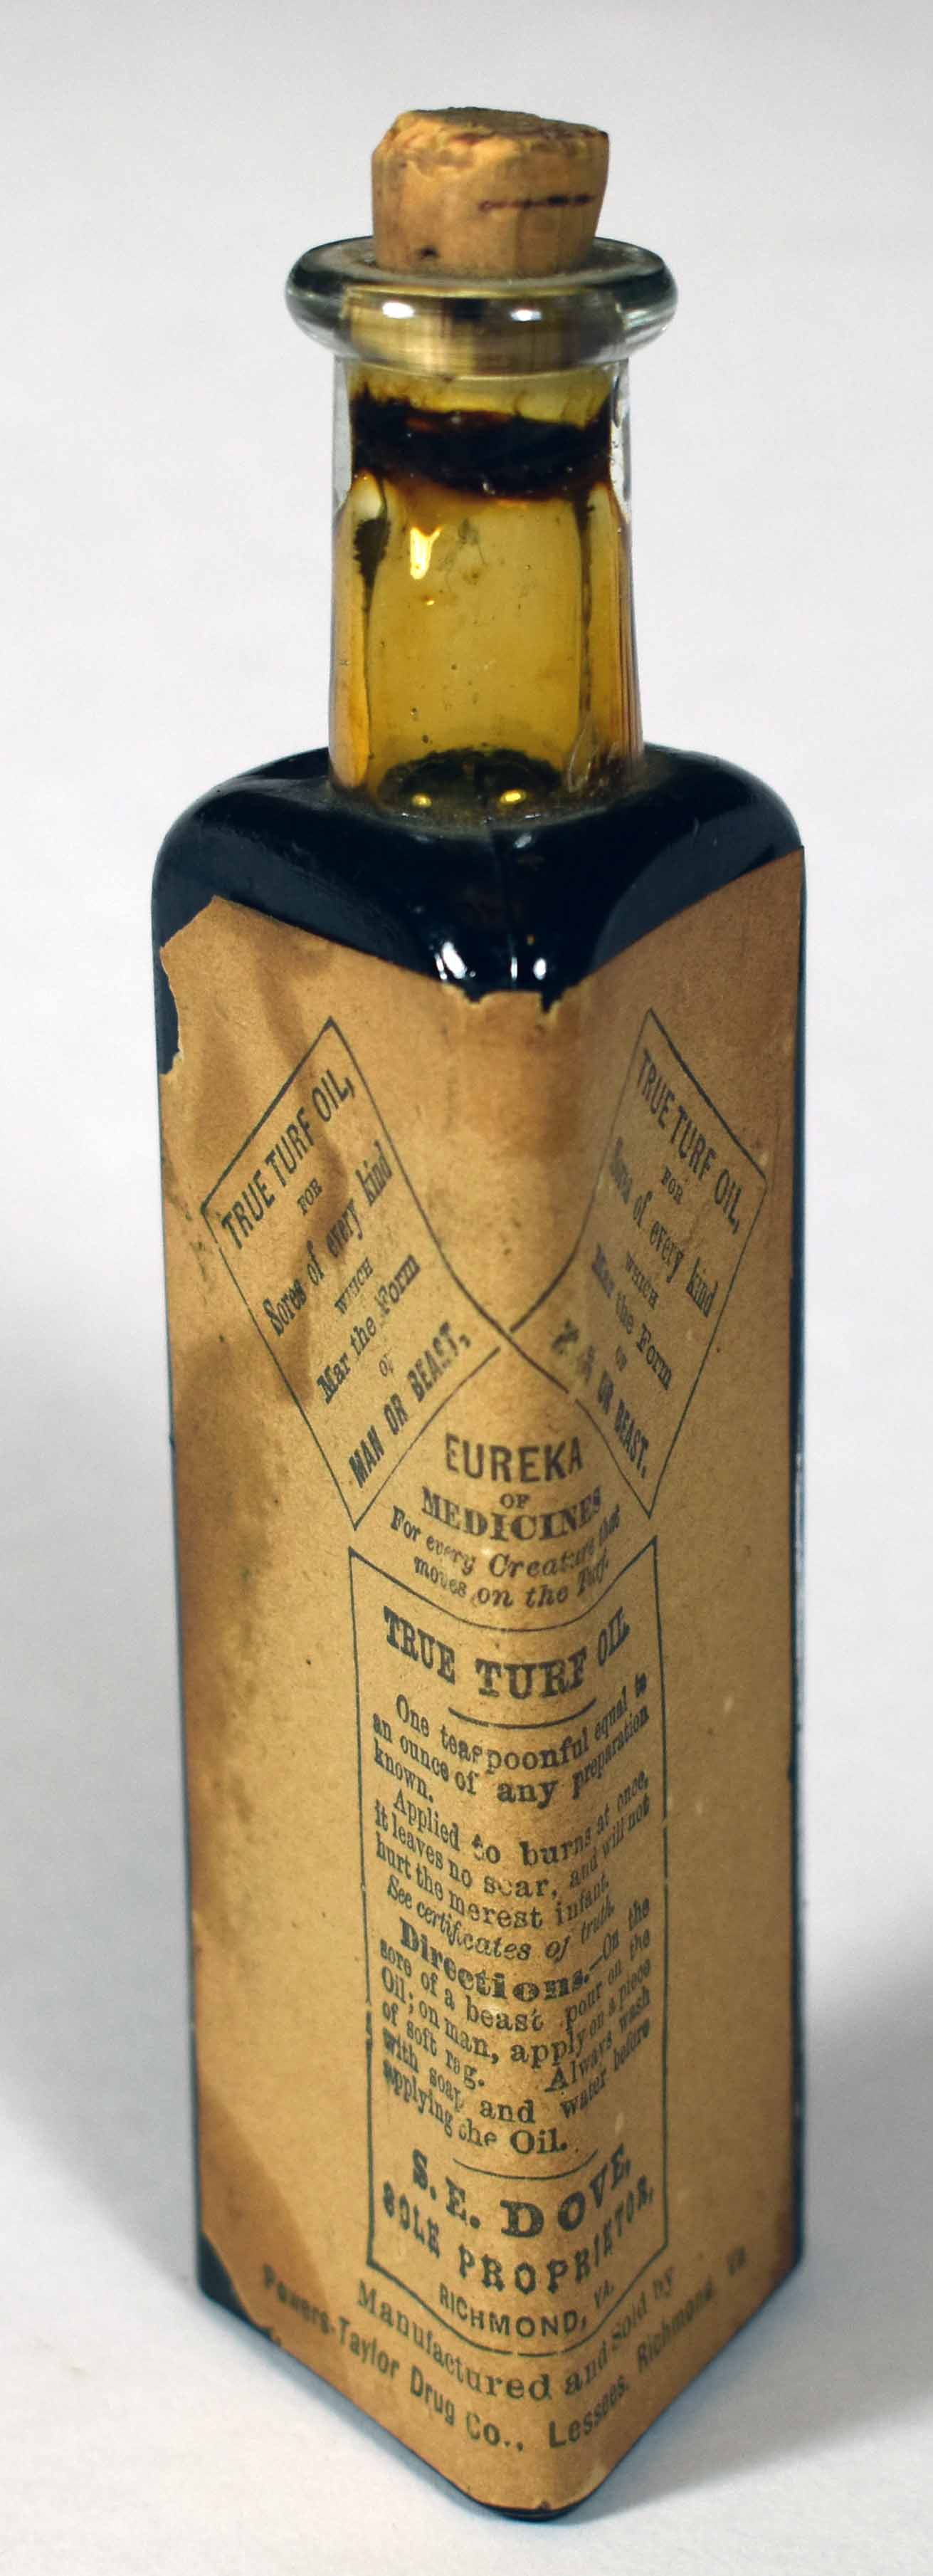 TRUE TURF OIL,
FOR
Sores of every kind
WHICH
Mar the Form
OF
MAN OR BEAST.
TRUE TURF OIL,
FOR
Sores of every kind
WHICH
Mar the Form
OF
OR BEAST.
EUREKA
OF
MEDICINES
For every Creature that
moves on the Turf.
TRUE TURF OIL
One teaspoonful equal to
an ounce of any preparation
known.
Applied to burns at once,
it leaves no scar, and will not
hurt the merest infant.
See certificates of truth.
Directions.—On the
sore of a beast pour on the
Oil; on man, apply on a piece
of soft rag. Always wash
with soap and water before
applying the Oil.
S. E. DOVE,
SOLE PROPRIETOR,
RICHMOND, VA.
Manufactured and sold by
Powers-Taylor Drug Co., Lessees, Richmond, Va